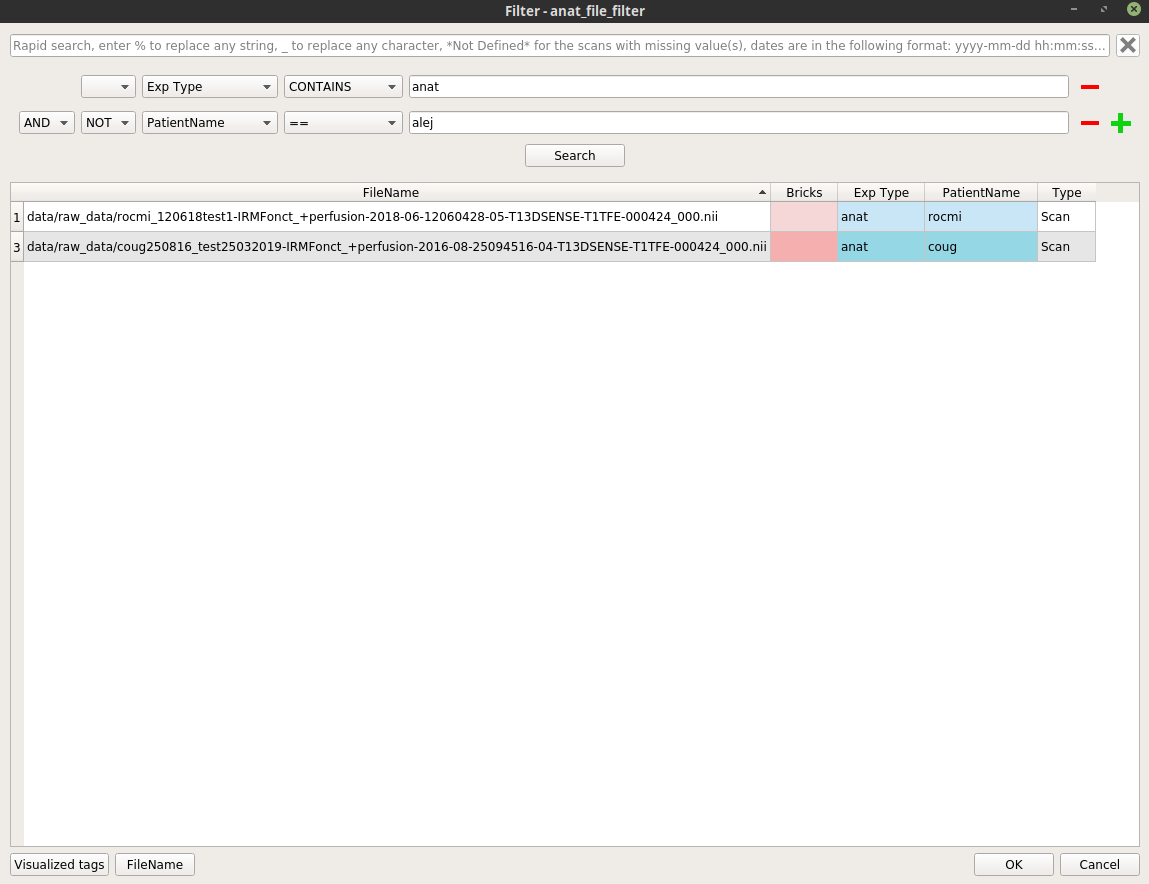 Filter - anat_file_filter
Rapid search, enter % to replace any string, _ to replace any character, *Not Defined* for the scans with missing value(s), dates are in the following format: yyyy-mm-dd hh:mm:ss...
Exp Type CONTAINS anat
AND NOT PatientName == alej
Search
FileName Bricks Exp Type PatientName Type
1 data/raw_data/rocmi_120618test1-IRMFonct_+perfusion-2018-06-12060428-05-T13DSENSE-T1TFE-000424_000.nii anat rocmi Scan
3 data/raw_data/coug250816_test25032019-IRMFonct_+perfusion-2016-08-25094516-04-T13DSENSE-T1TFE-000424_000.nii anat coug Scan
Visualized tags FileName OK Cancel